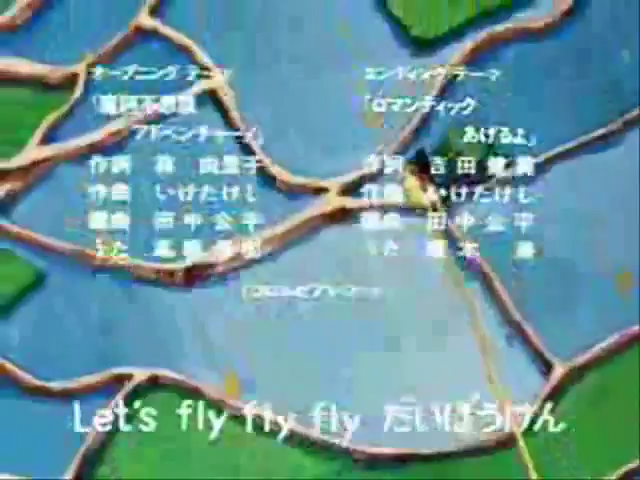 オープニングテーマ
「摩訶不思議
アドベンチャー!」
作詞 森 由里子
作曲 いけたけし
編曲 田中公平
うた 高橋
エンディングテーマ
「ロマンティック
あげるよ」
作詞 吉田健美
作曲 いけたけし
編曲 田中公平
うた 橋本 潮
Let's fly fly fly だいぼうけん